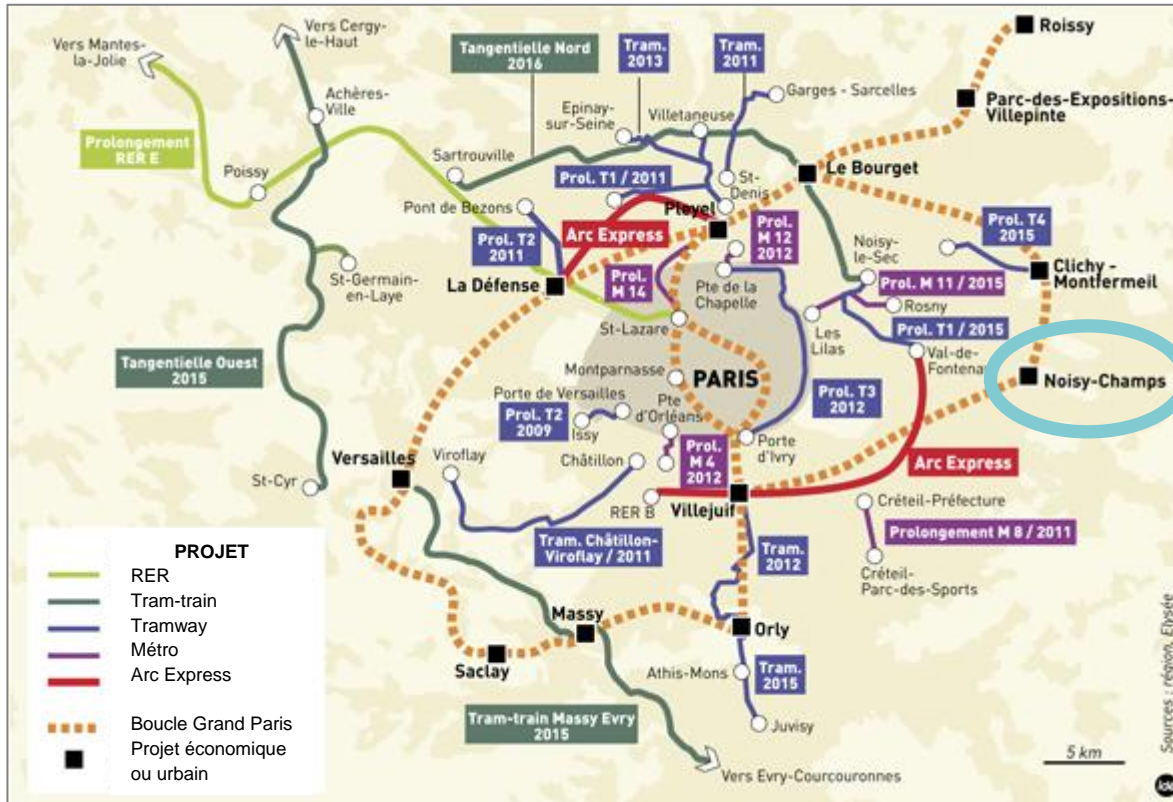 Vers Mantes-
la-Jolie
Vers Cergy-
le-Haut
Tangentielle Nord
2016
Tram.
2013
Tram.
2011
Roissy
Garges - Sarcelles
Parc-des-Expositions-
Villepinte
Achères-
Ville
Epinay-
sur-Seine
Villetaneuse
Prolongement
RER E
Sartrouville
Poissy
Prol. T1 / 2011
St-
Denis
Le Bourget
Pont de Bezons
Pleyel
Arc Express
Prol. T2
2011
Prol.
M 12
2012
Noisy-
le-Sec
Prol. T4
2015
St-Germain-
en-Laye
La Défense
Prol.
M 14
Pte de la
Chapelle
Clichy -
Montfermeil
Prol. M 11 / 2015
Rosny
St-Lazare
Les
Lilas
Prol. T1 / 2015
Val-de-
Fontenay
Tangentielle Ouest
2015
Montparnasse
PARIS
Noisy-Champs
Porte de Versailles
Pte
d'Orléans
Prol. T3
2012
Prol. T2
2009
Issy
Porte
d'Ivry
Versailles
Viroflay
Châtillon
Prol.
M 4
2012
Arc Express
St-Cyr
RER B
Villejuif
Créteil-Préfecture
Prolongement M 8 / 2011
Tram. Châtillon-
Viroflay / 2011
Tram.
2012
Créteil-
Parc-des-Sports
Massy
Orly
Saclay
Athis-Mons
Tram.
2015
Tram-train Massy Evry
2015
Juvisy
Vers Evry-Courcouronnes
5 km
Sources : région, Elysée
PROJET
RER
Tram-train
Tramway
Métro
Arc Express
Boucle Grand Paris
Projet économique
ou urbain